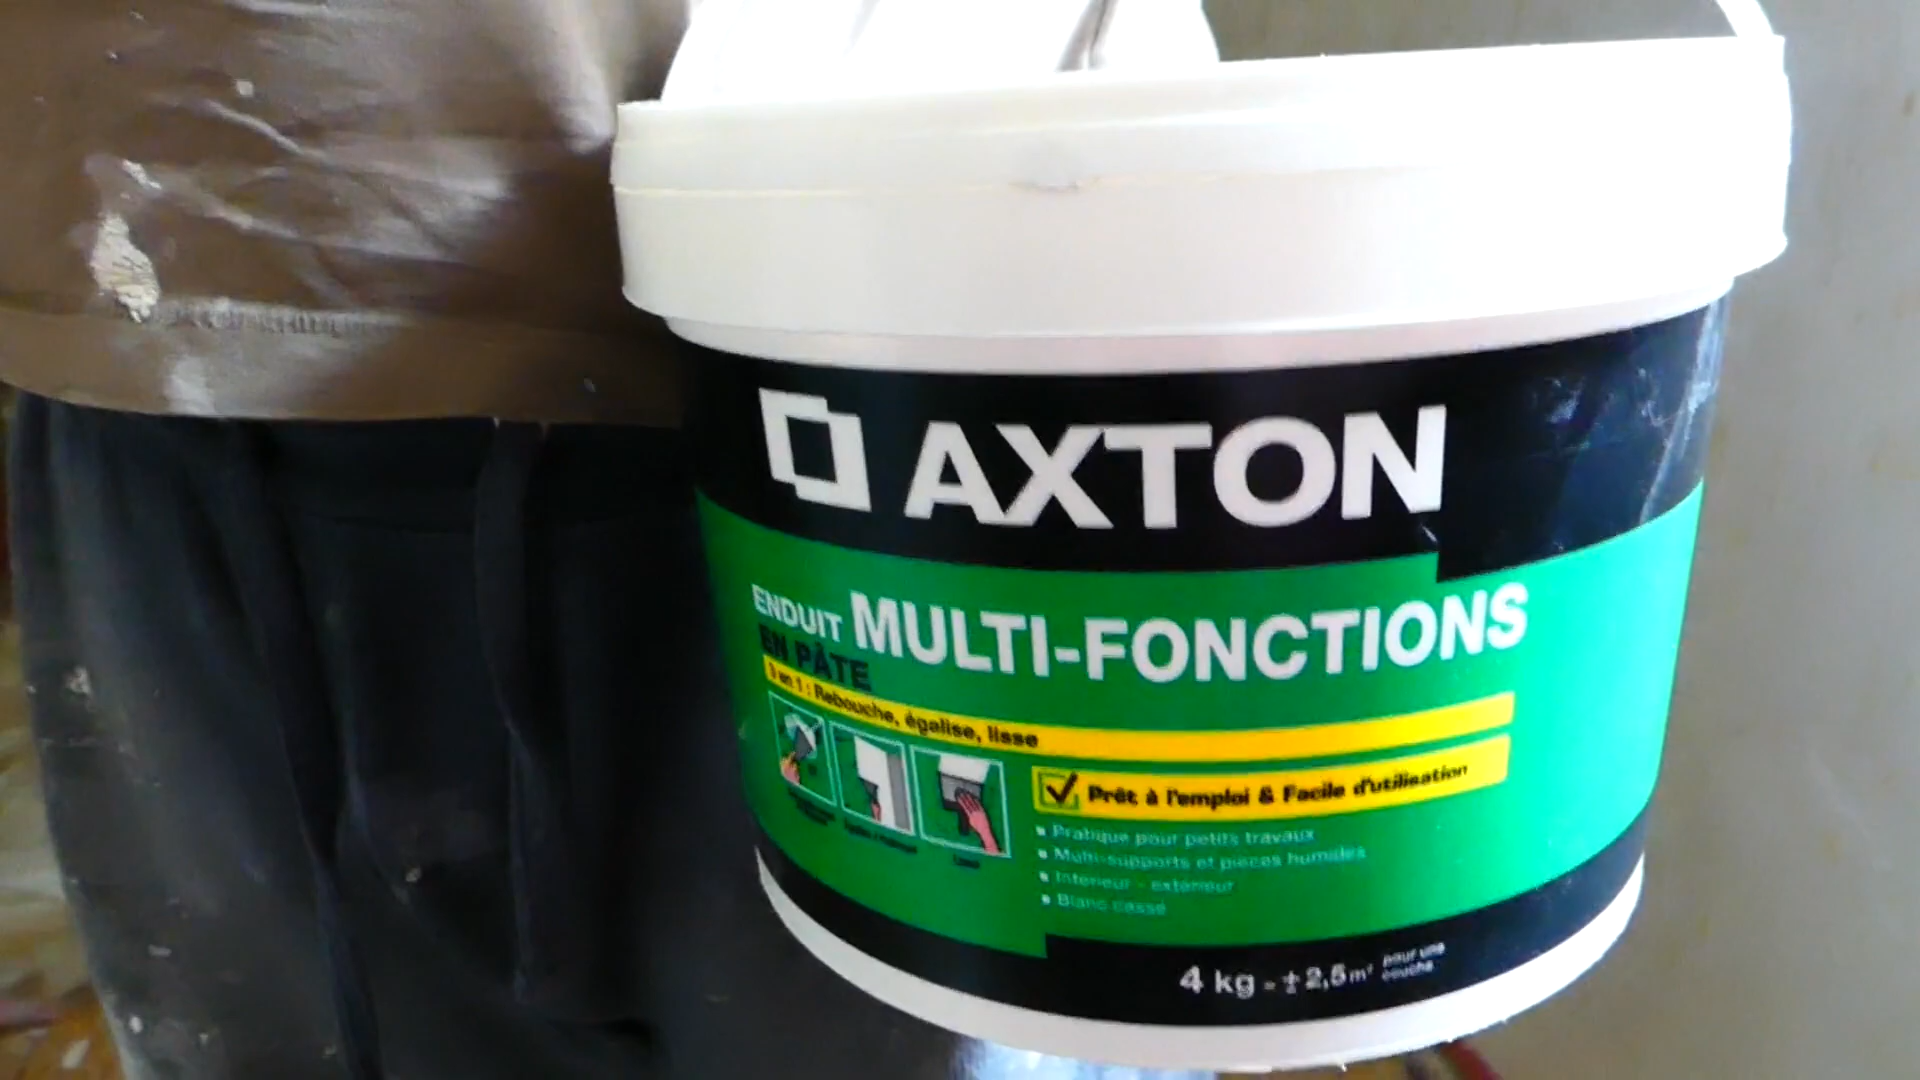 AXTON
ENDUIT MULTI-FONCTIONS
EN PÂTE
3 en 1 : Rebouche, égalise, lisse
Prêt à l'emploi & Facile d'utilisation
▪ Pratique pour petits travaux
▪ Multi-supports et pièces humides
▪ Intérieur - extérieur
▪ Blanc cassé
4 kg - ± 2,5 m² pour une couche